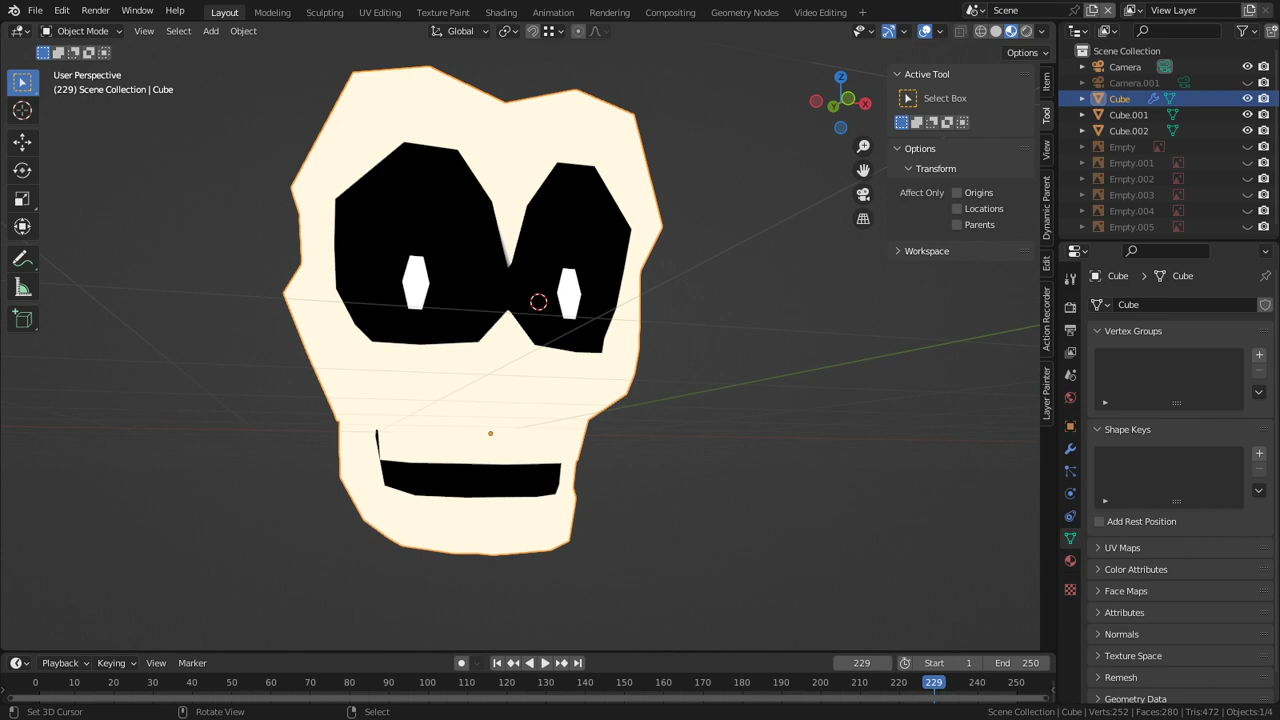 File Edit Render Window Help Layout Modeling Sculpting UV Editing Texture Paint Shading Animation Rendering Compositing Geometry Nodes Video Editing + Scene View Layer
Object Mode View Select Add Object Global
Options
User Perspective
(229) Scene Collection | Cube
Z
X
Y
Active Tool
Select Box
Options
Transform
Affect Only Origins
Locations
Parents
Workspace
Item
Tool
View
Dynamic Parent
Edit
Action Recorder
Layer Painter
Scene Collection
Camera
Camera.001
Cube
Cube.001
Cube.002
Empty
Empty.001
Empty.002
Empty.003
Empty.004
Empty.005
Cube Cube
Cube
Vertex Groups
Shape Keys
Add Rest Position
UV Maps
Color Attributes
Face Maps
Attributes
Normals
Texture Space
Remesh
Geometry Data
Playback Keying View Marker 229 Start 1 End 250
0 10 20 30 40 50 60 70 80 90 100 110 120 130 140 150 160 170 180 190 200 210 220 229 240 250
Set 3D Cursor Rotate View Select Scene Collection | Cube | Verts:252 | Faces:280 | Tris:472 | Objects:1/4